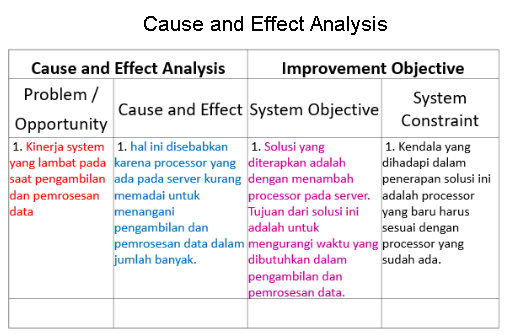 Cause and Effect Analysis
Cause and Effect Analysis
Improvement Objective
Problem /
Opportunity
Cause and Effect
System Objective
System
Constraint
1. Kinerja system
yang lambat pada
saat pengambilan
dan pemrosesan
data
1. hal ini disebabkan
karena processor yang
ada pada server kurang
memadai untuk
menangani
pengambilan dan
pemrosesan data dalam
jumlah banyak.
1. Solusi yang
diterapkan adalah
dengan menambah
processor pada server.
Tujuan dari solusi ini
adalah untuk
mengurangi waktu yang
dibutuhkan dalam
pengambilan dan
pemrosesan data.
1. Kendala yang
dihadapi dalam
penerapan solusi ini
adalah processor
yang baru harus
sesuai dengan
processor yang
sudah ada.